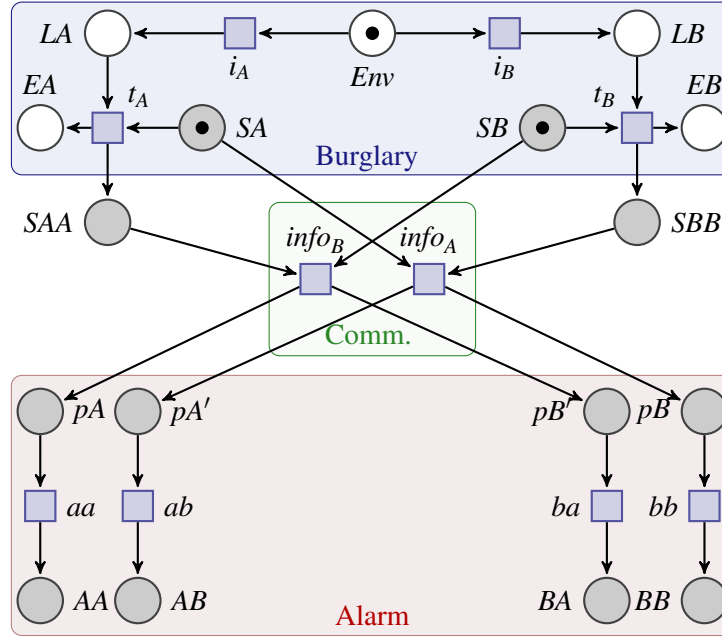 LA LB
i_A Env i_B
EA t_A t_B EB
SA SB
Burglary
SAA SBB
info_B info_A
Comm.
pA pA′ pB′ pB
aa ab ba bb
AA AB BA BB
Alarm